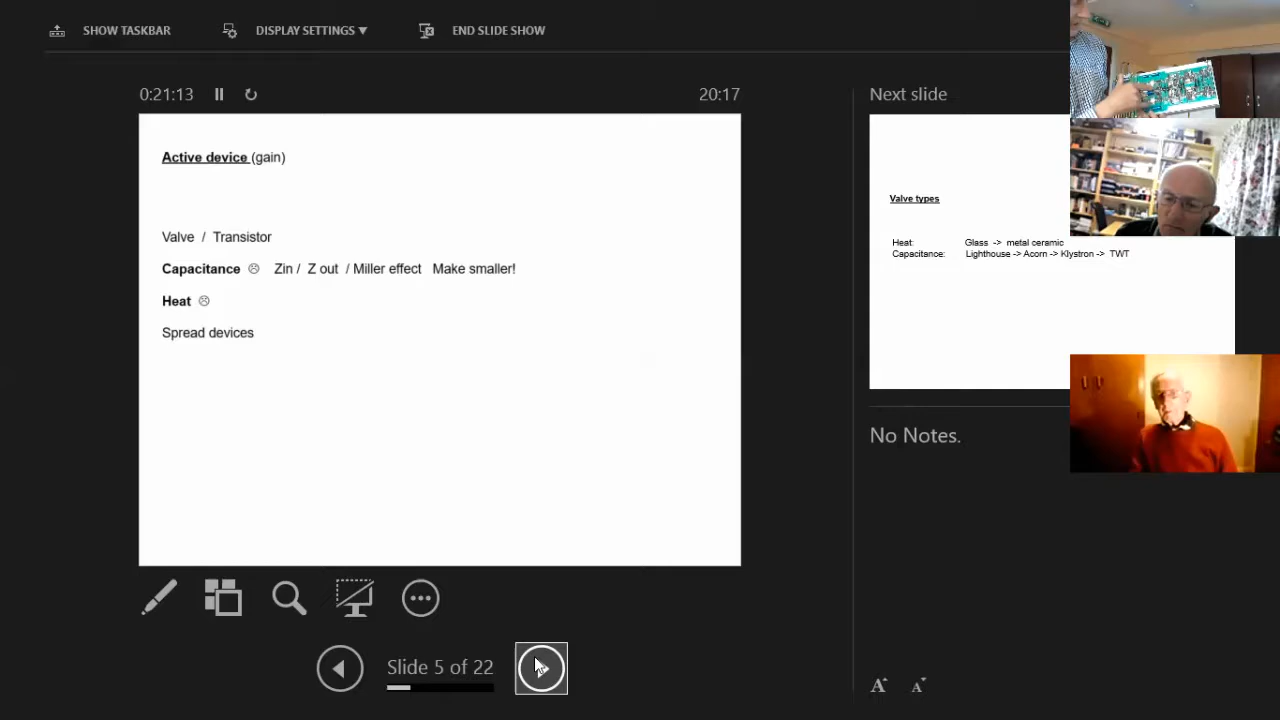 SHOW TASKBAR
DISPLAY SETTINGS ▼
END SLIDE SHOW
0:21:13
20:17
Active device (gain)
Valve / Transistor
Capacitance ☹ Zin / Z out / Miller effect Make smaller!
Heat ☹
Spread devices
Slide 5 of 22
Next slide
Valve types
Heat: Glass -> metal ceramic
Capacitance: Lighthouse -> Acorn -> Klystron -> TWT
No Notes.
A A